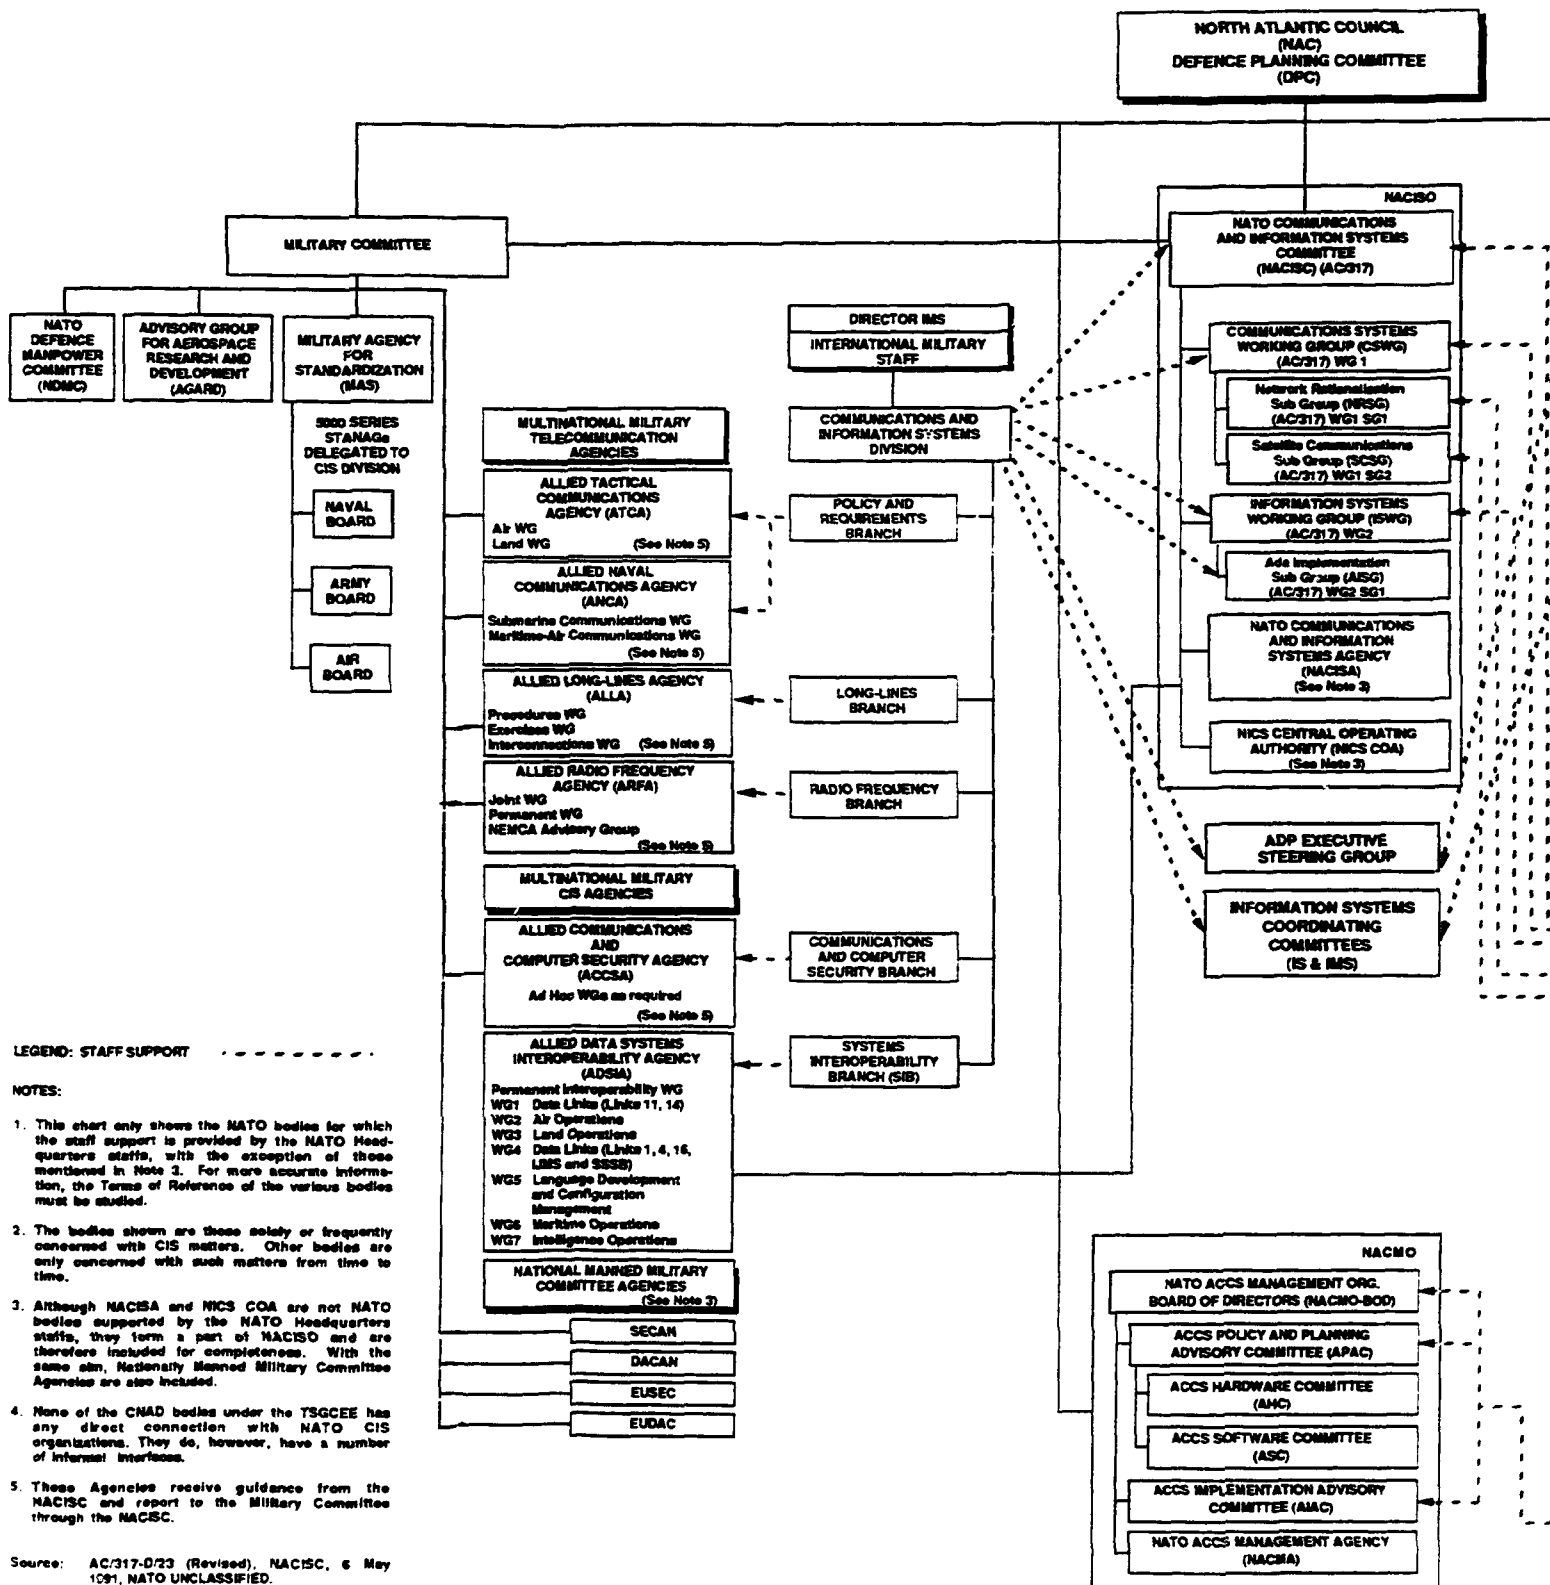 NORTH ATLANTIC COUNCIL
(NAC)
DEFENCE PLANNING COMMITTEE
(DPC)
MILITARY COMMITTEE
NACISO
NATO COMMUNICATIONS
AND INFORMATION SYSTEMS
COMMITTEE
(NACISC) (AC/317)
NATO
DEFENCE
MANPOWER
COMMITTEE
(NDMC)
ADVISORY GROUP
FOR AEROSPACE
RESEARCH AND
DEVELOPMENT
(AGARD)
MILITARY AGENCY
FOR
STANDARDIZATION
(MAS)
5000 SERIES
STANAGs
DELEGATED TO
CIS DIVISION
NAVAL
BOARD
ARMY
BOARD
AIR
BOARD
MULTINATIONAL MILITARY
TELECOMMUNICATION
AGENCIES
ALLIED TACTICAL
COMMUNICATIONS
AGENCY (ATCA)
Air WG
Land WG (See Note 5)
ALLIED NAVAL
COMMUNICATIONS AGENCY
(ANCA)
Submarine Communications WG
Maritime-Air Communications WG
(See Note 5)
ALLIED LONG-LINES AGENCY
(ALLA)
Procedures WG
Exercises WG
Interconnections WG (See Note 5)
ALLIED RADIO FREQUENCY
AGENCY (ARFA)
Joint WG
Permanent WG
NEMCA Advisory Group
(See Note 5)
MULTINATIONAL MILITARY
CIS AGENCIES
ALLIED COMMUNICATIONS
AND
COMPUTER SECURITY AGENCY
(ACCSA)
Ad Hoc WGs as required
(See Note 5)
ALLIED DATA SYSTEMS
INTEROPERABILITY AGENCY
(ADSIA)
Permanent Interoperability WG
WG1 Data Links (Links 11, 14)
WG2 Air Operations
WG3 Land Operations
WG4 Data Links (Links 1, 4, 16,
IJMS and SSSB)
WG5 Language Development
and Configuration
Management
WG6 Maritime Operations
WG7 Intelligence Operations
NATIONAL MANNED MILITARY
COMMITTEE AGENCIES
(See Note 3)
SECAN
DACAN
EUSEC
EUDAC
DIRECTOR IMS
INTERNATIONAL MILITARY
STAFF
COMMUNICATIONS AND
INFORMATION SYSTEMS
DIVISION
POLICY AND
REQUIREMENTS
BRANCH
LONG-LINES
BRANCH
RADIO FREQUENCY
BRANCH
COMMUNICATIONS
AND COMPUTER
SECURITY BRANCH
SYSTEMS
INTEROPERABILITY
BRANCH (SIB)
COMMUNICATIONS SYSTEMS
WORKING GROUP (CSWG)
(AC/317) WG 1
Network Rationalisation
Sub Group (NRSG)
(AC/317) WG1 SG1
Satellite Communications
Sub Group (SCSG)
(AC/317) WG1 SG2
INFORMATION SYSTEMS
WORKING GROUP (ISWG)
(AC/317) WG2
Ada Implementation
Sub Group (AISG)
(AC/317) WG2 SG1
NATO COMMUNICATIONS
AND INFORMATION
SYSTEMS AGENCY
(NACISA)
(See Note 3)
NICS CENTRAL OPERATING
AUTHORITY (NICS COA)
(See Note 3)
ADP EXECUTIVE
STEERING GROUP
INFORMATION SYSTEMS
COORDINATING
COMMITTEES
(IS & IMS)
NACMO
NATO ACCS MANAGEMENT ORG.
BOARD OF DIRECTORS (NACMO-BOD)
ACCS POLICY AND PLANNING
ADVISORY COMMITTEE (APAC)
ACCS HARDWARE COMMITTEE
(AHC)
ACCS SOFTWARE COMMITTEE
(ASC)
ACCS IMPLEMENTATION ADVISORY
COMMITTEE (AIAC)
NATO ACCS MANAGEMENT AGENCY
(NACMA)
LEGEND: STAFF SUPPORT
NOTES:
1. This chart only shows the NATO bodies for which
the staff support is provided by the NATO Head-
quarters staffs, with the exception of those
mentioned in Note 3. For more accurate informa-
tion, the Terms of Reference of the various bodies
must be studied.
2. The bodies shown are those solely or frequently
concerned with CIS matters. Other bodies are
only concerned with such matters from time to
time.
3. Although NACISA and NICS COA are not NATO
bodies supported by the NATO Headquarters
staffs, they form a part of NACISO and are
therefore included for completeness. With the
same aim, Nationally Manned Military Committee
Agencies are also included.
4. None of the CNAD bodies under the TSGCEE has
any direct connection with NATO CIS
organizations. They do, however, have a number
of informal interfaces.
5. These Agencies receive guidance from the
NACISC and report to the Military Committee
through the NACISC.
Source: AC/317-D/23 (Revised), NACISC, 6 May
1991, NATO UNCLASSIFIED.